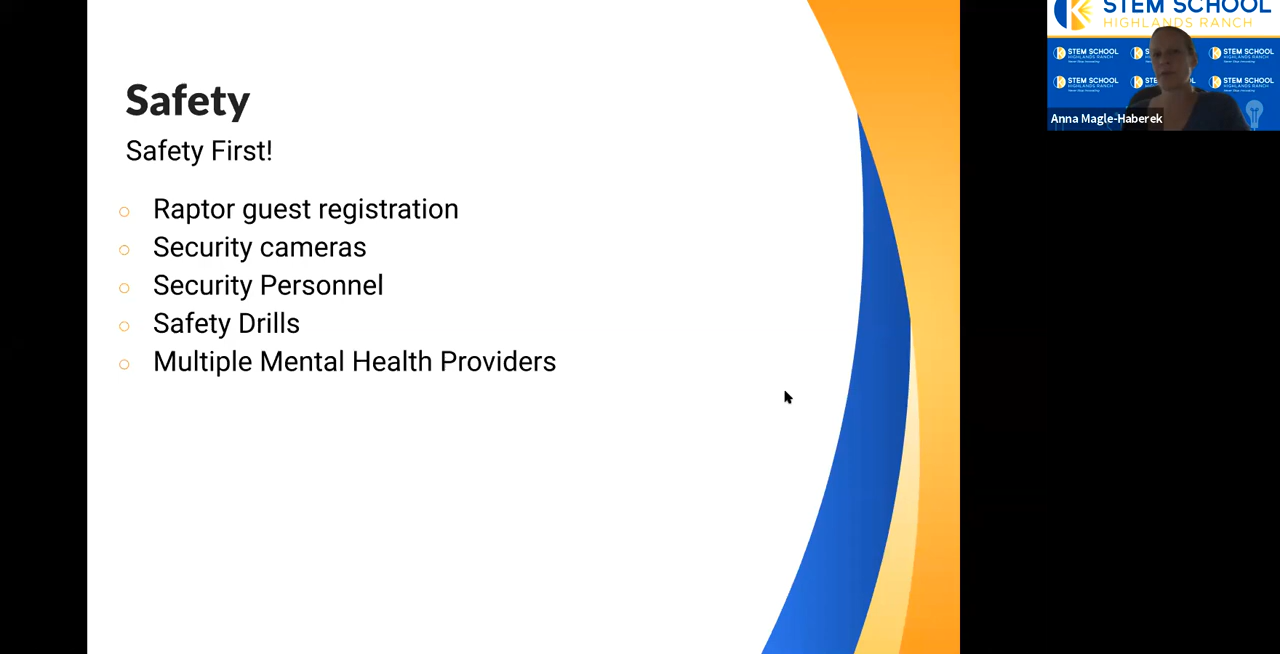 Safety
Safety First!
Raptor guest registration
Security cameras
Security Personnel
Safety Drills
Multiple Mental Health Providers
STEM SCHOOL
HIGHLANDS RANCH
STEM SCHOOL
HIGHLANDS RANCH
STEM SCHOOL
HIGHLANDS RANCH
STEM SCHOOL
HIGHLANDS RANCH
STEM SCHOOL
HIGHLANDS RANCH
Anna Magle-Haberek